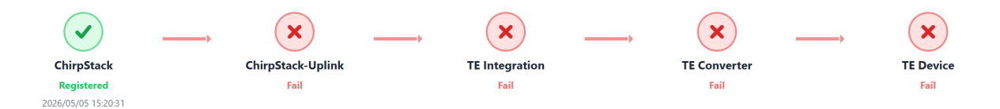 ChirpStack
Registered
2026/05/05 15:20:31
ChirpStack-Uplink
Fail
TE Integration
Fail
TE Converter
Fail
TE Device
Fail